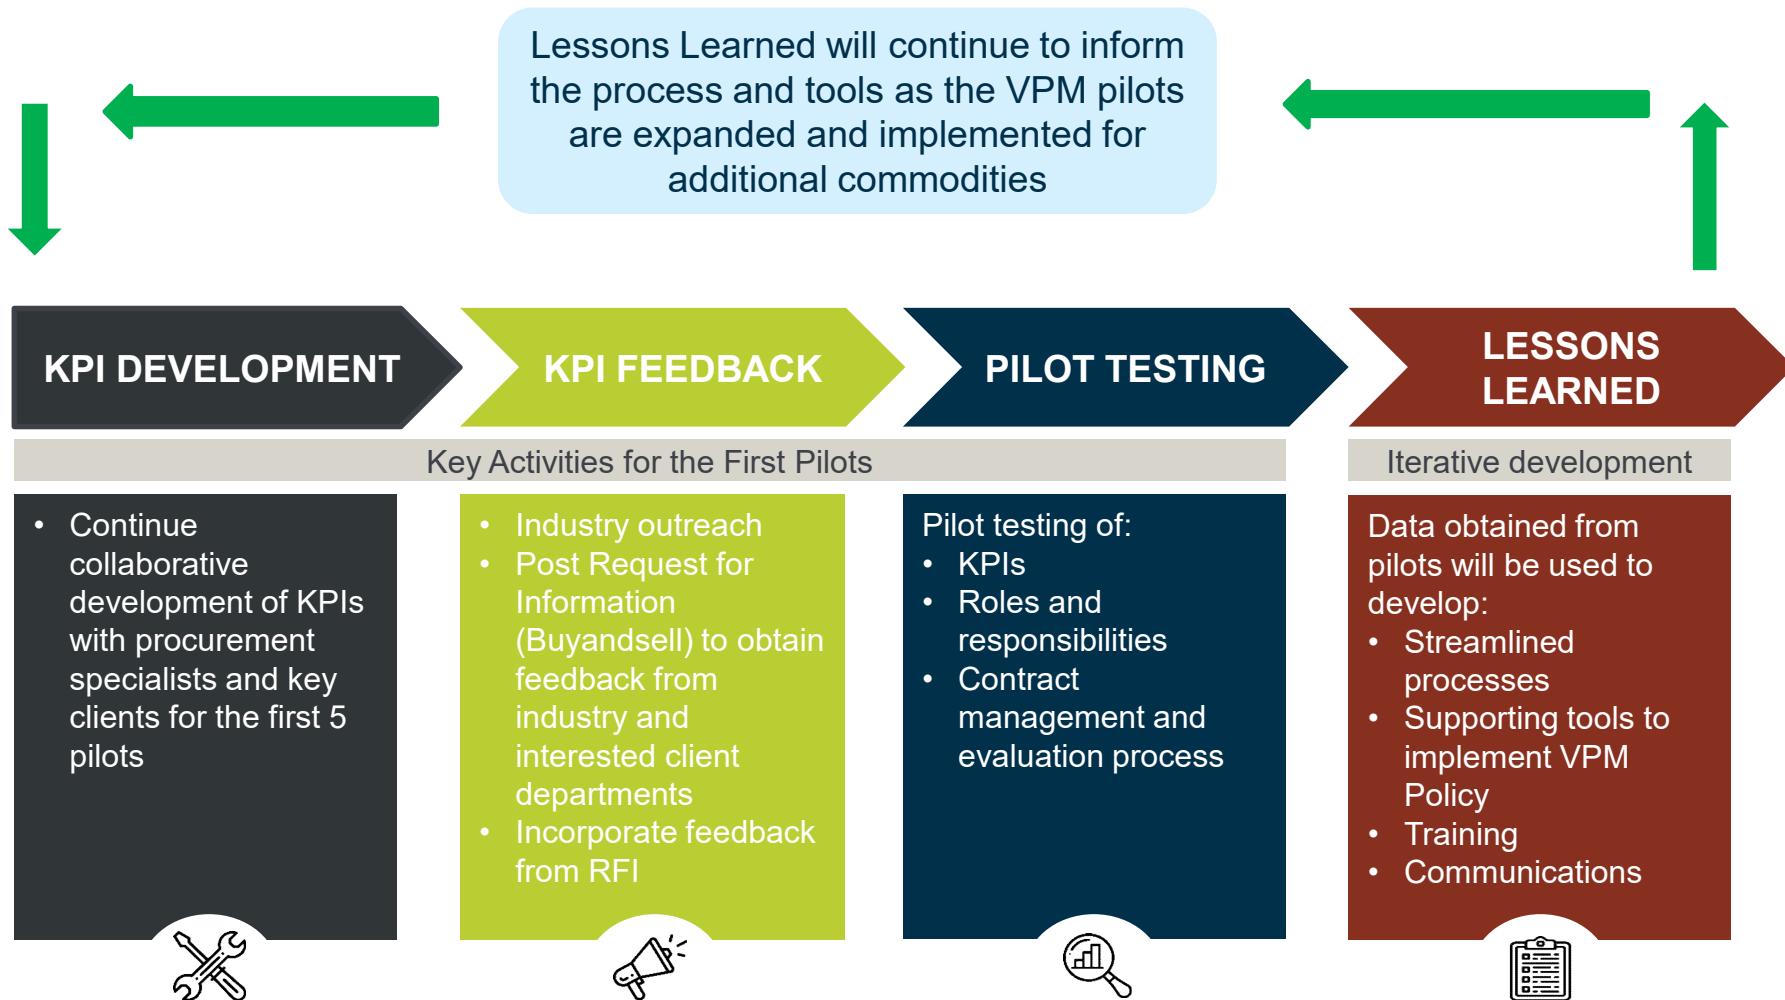 Lessons Learned will continue to inform
the process and tools as the VPM pilots
are expanded and implemented for
additional commodities
KPI DEVELOPMENT
KPI FEEDBACK
PILOT TESTING
LESSONS
LEARNED
Key Activities for the First Pilots
Iterative development
• Continue
collaborative
development of KPIs
with procurement
specialists and key
clients for the first 5
pilots
• Industry outreach
• Post Request for
Information
(Buyandsell) to obtain
feedback from
industry and
interested client
departments
• Incorporate feedback
from RFI
Pilot testing of:
• KPIs
• Roles and
responsibilities
• Contract
management and
evaluation process
Data obtained from
pilots will be used to
develop:
• Streamlined
processes
• Supporting tools to
implement VPM
Policy
• Training
• Communications